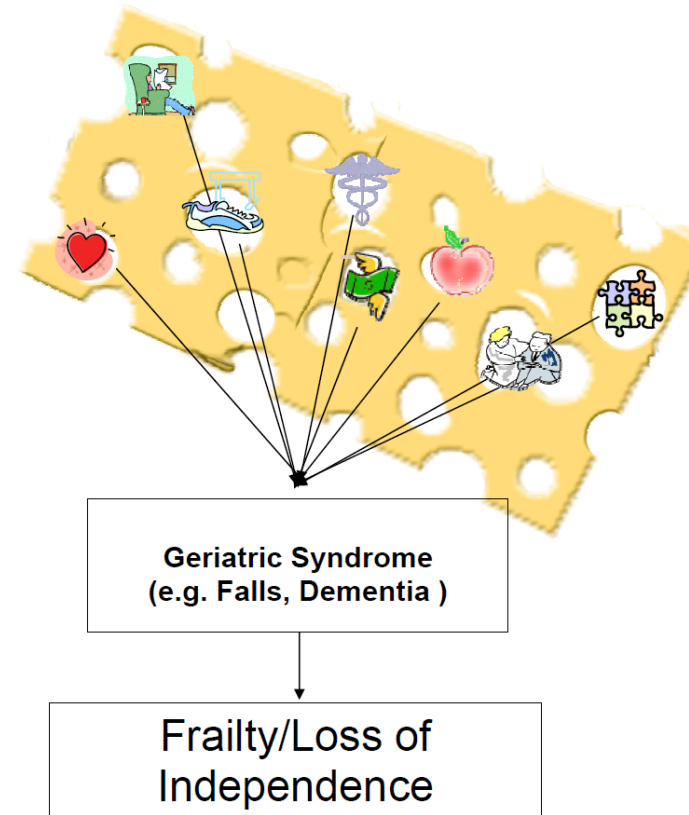 Geriatric Syndrome
(e.g. Falls, Dementia )
Frailty/Loss of
Independence